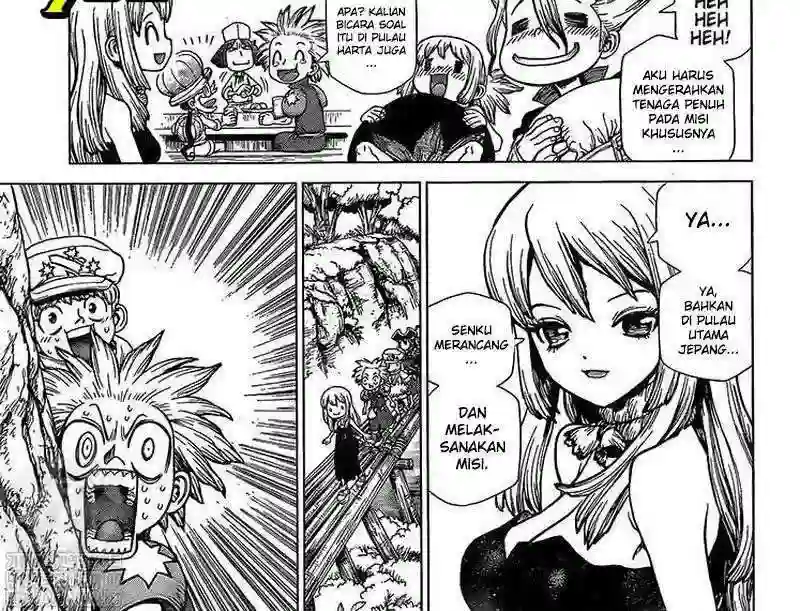 HEH
HEH
HEH!
AKU HARUS
MENGERAHKAN
TENAGA PENUH
PADA MISI
KHUSUSNYA
...
APA? KALIAN
BICARA SOAL
ITU DI PULAU
HARTA JUGA
...
YA...
YA,
BAHKAN
DI PULAU
UTAMA
JEPANG...
SENKU
MERANCANG
...
DAN
MELAK-
SANAKAN
MISI.